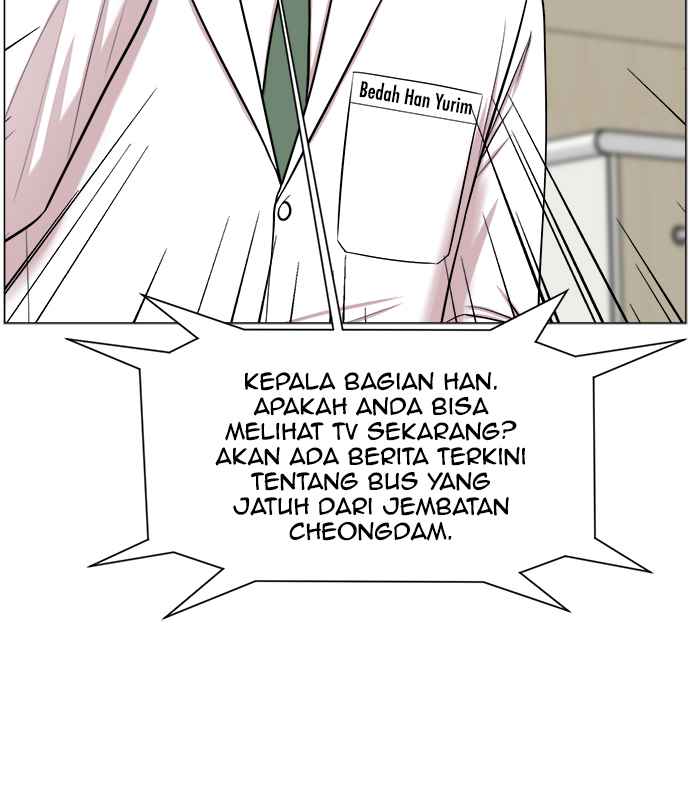 Bedah Han Yurim
KEPALA BAGIAN HAN.
APAKAH ANDA BISA
MELIHAT TV SEKARANG?
AKAN ADA BERITA TERKINI
TENTANG BUS YANG
JATUH DARI JEMBATAN
CHEONGDAM.